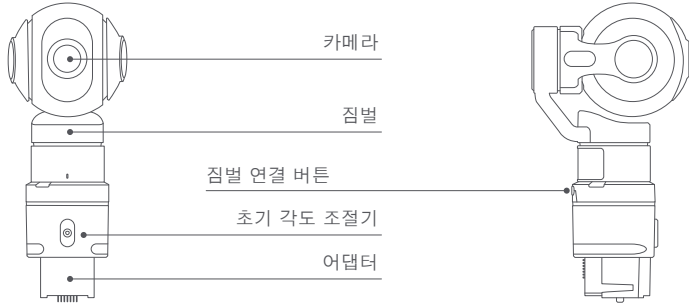 카메라
짐벌
짐벌 연결 버튼
초기 각도 조절기
어댑터